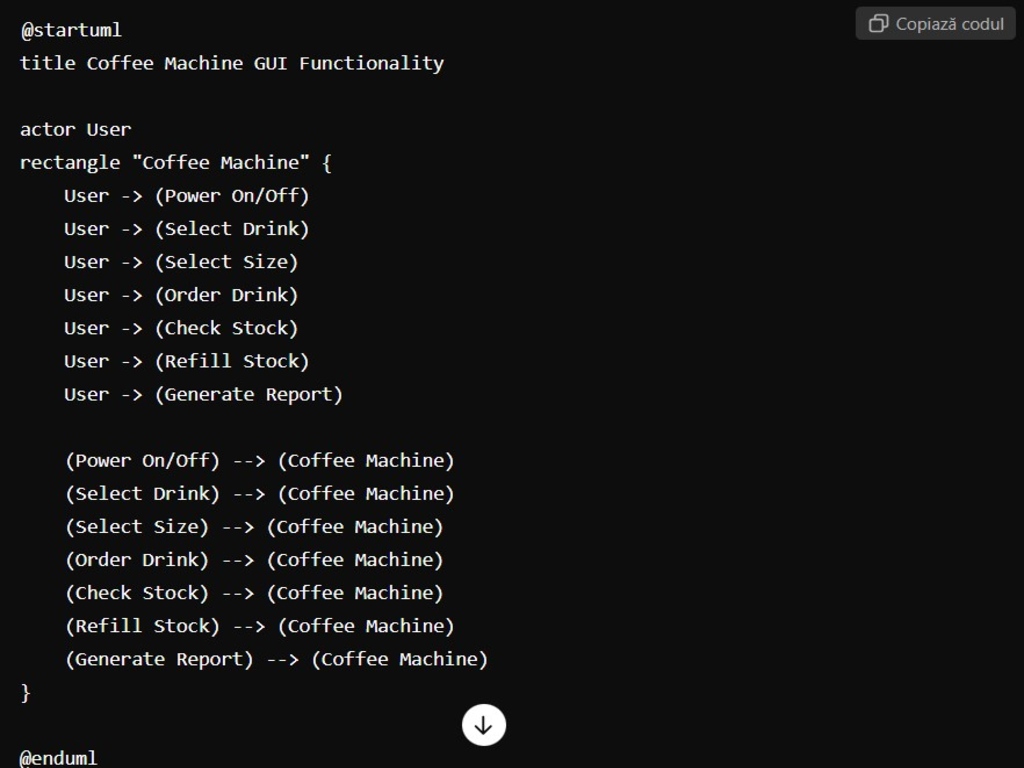 Copiază codul
@startuml
title Coffee Machine GUI Functionality
actor User
rectangle "Coffee Machine" {
    User -> (Power On/Off)
    User -> (Select Drink)
    User -> (Select Size)
    User -> (Order Drink)
    User -> (Check Stock)
    User -> (Refill Stock)
    User -> (Generate Report)
    (Power On/Off) --> (Coffee Machine)
    (Select Drink) --> (Coffee Machine)
    (Select Size) --> (Coffee Machine)
    (Order Drink) --> (Coffee Machine)
    (Check Stock) --> (Coffee Machine)
    (Refill Stock) --> (Coffee Machine)
    (Generate Report) --> (Coffee Machine)
}
@enduml